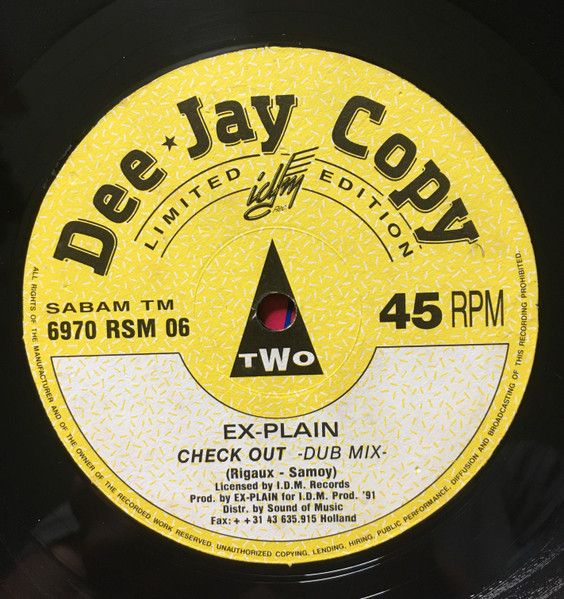 Dee★Jay Copy
LIMITED EDITION
SABAM TM
6970 RSM 06
45 RPM
TWO
EX-PLAIN
CHECK OUT -DUB MIX-
(Rigaux - Samoy)
Licensed by I.D.M. Records
Prod. by EX-PLAIN for I.D.M. Prod. '91
Distr. by Sound of Music
Fax: + + 31 43 635.915 Holland
ALL RIGHTS OF THE MANUFACTURER AND OF THE OWNER OF THE RECORDED WORK RESERVED. UNAUTHORIZED COPYING, LENDING, HIRING, PUBLIC PERFORMANCE, DIFFUSION AND BROADCASTING OF THIS RECORDING PROHIBITED.